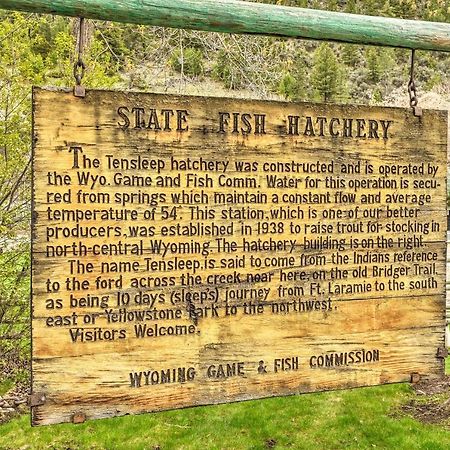 STATE FISH HATCHERY
The Tensleep hatchery was constructed and is operated by
the Wyo. Game and Fish Comm. Water for this operation is secu-
red from springs which maintain a constant flow and average
temperature of 54°. This station, which is one of our better
producers, was established in 1938 to raise trout for stocking in
north-central Wyoming. The hatchery building is on the right.
The name Tensleep, is said to come from the Indians reference
to the ford across the creek near here, on the old Bridger Trail,
as being 10 days (sleeps) journey from Ft. Laramie to the south
east or Yellowstone Park to the northwest.
Visitors Welcome.
WYOMING GAME & FISH COMMISSION